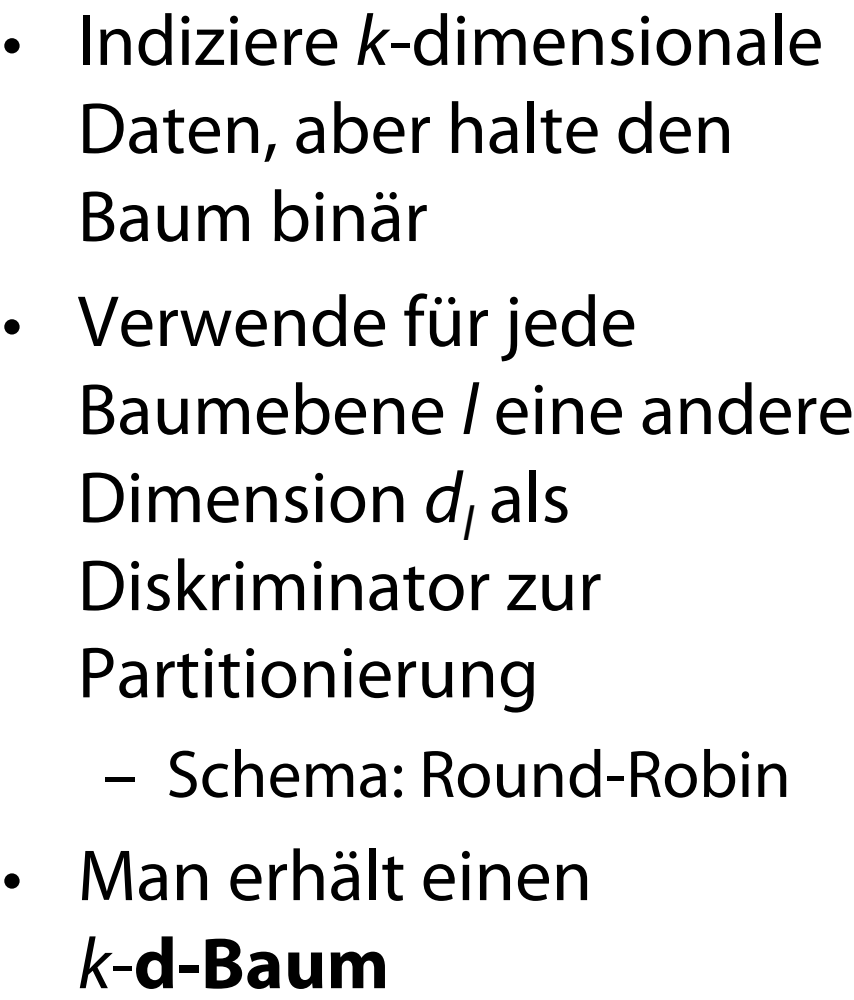 • Indiziere k-dimensionale
Daten, aber halte den
Baum binär
• Verwende für jede
Baumebene l eine andere
Dimension dₗ als
Diskriminator zur
Partitionierung
– Schema: Round-Robin
• Man erhält einen
k-d-Baum